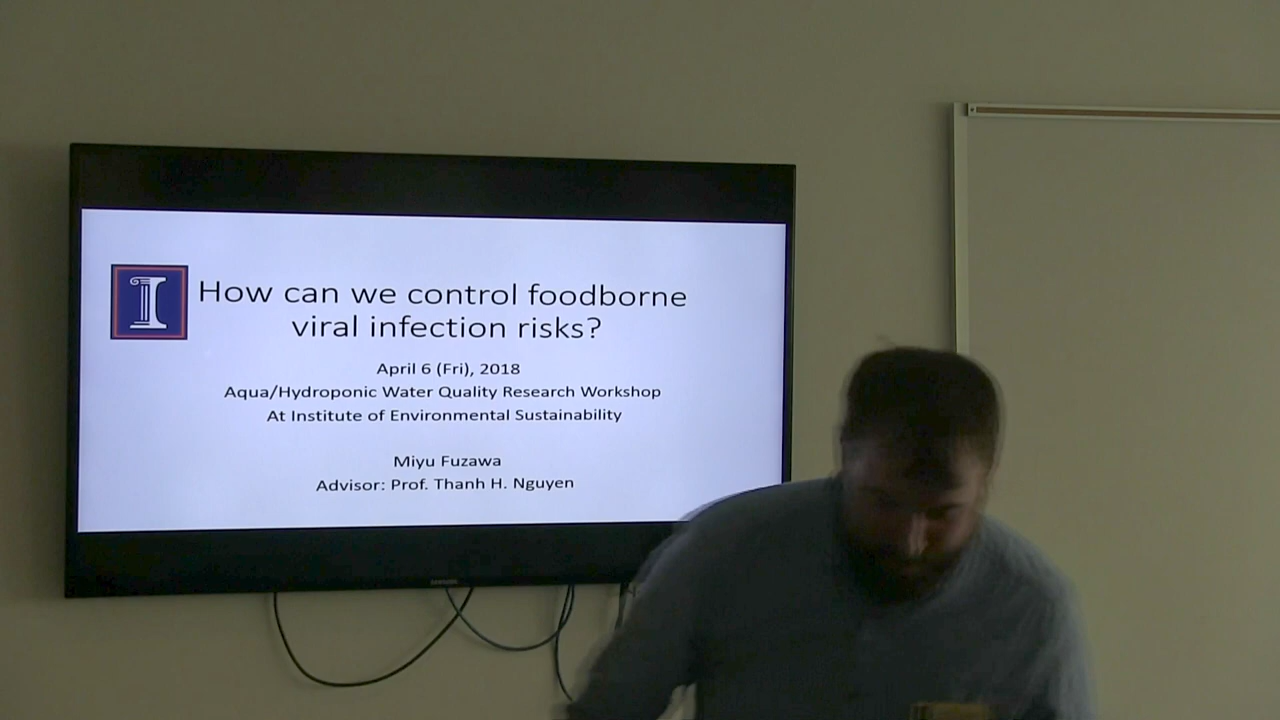 I
How can we control foodborne
viral infection risks?
April 6 (Fri), 2018
Aqua/Hydroponic Water Quality Research Workshop
At Institute of Environmental Sustainability
Miyu Fuzawa
Advisor: Prof. Thanh H. Nguyen
SAMSUNG